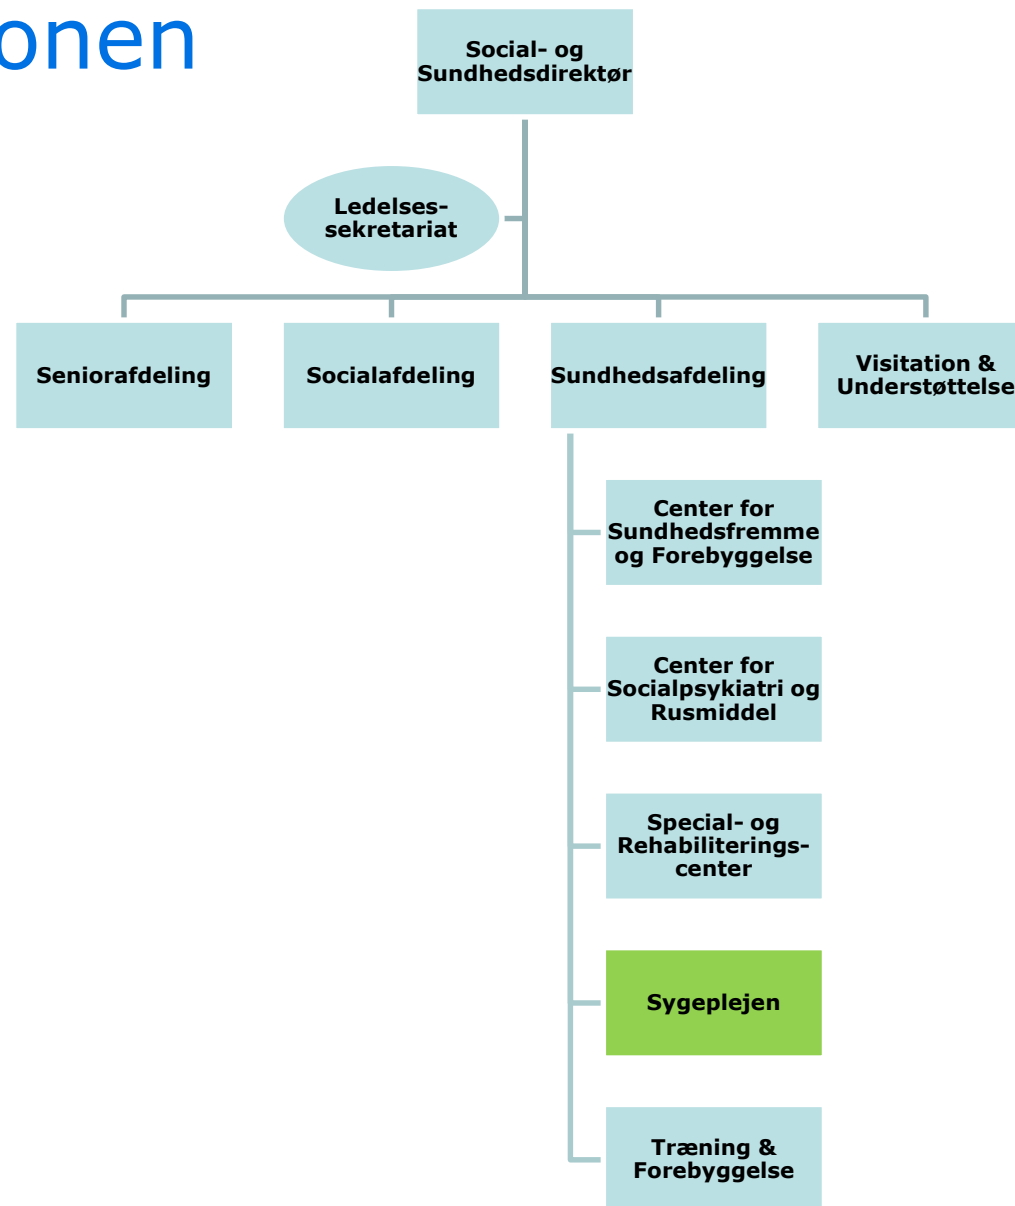 onen
Social- og
Sundhedsdirektør
Ledelses-
sekretariat
Seniorafdeling
Socialafdeling
Sundhedsafdeling
Visitation &
Understøttelse
Center for
Sundhedsfremme
og Forebyggelse
Center for
Socialpsykiatri og
Rusmiddel
Special- og
Rehabiliterings-
center
Sygeplejen
Træning &
Forebyggelse